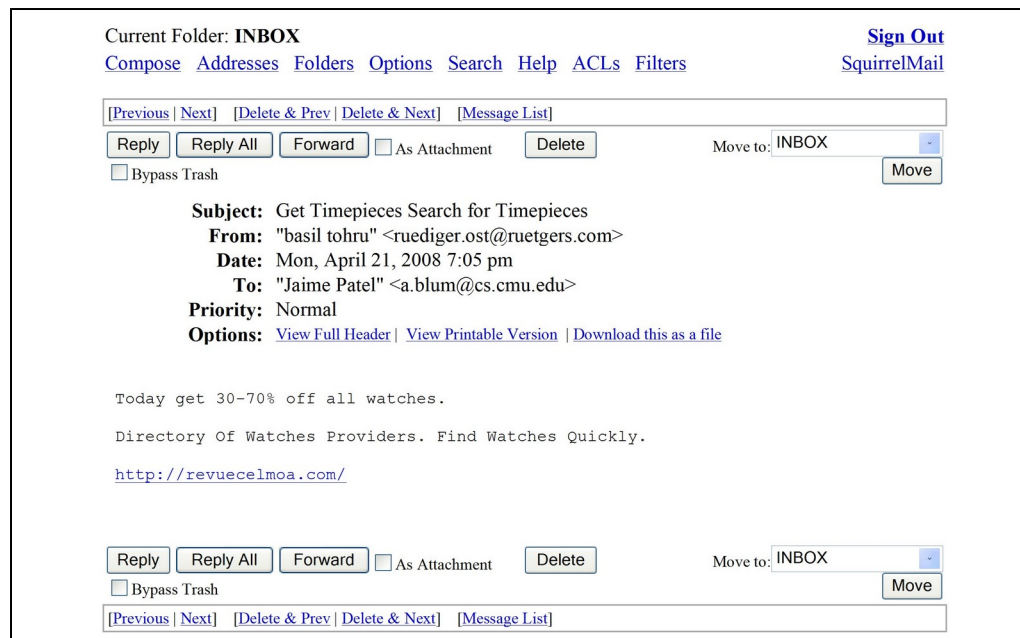 Current Folder: INBOX Sign Out
Compose Addresses Folders Options Search Help ACLs Filters SquirrelMail
[Previous | Next] [Delete & Prev | Delete & Next] [Message List]
Reply Reply All Forward As Attachment Delete Move to: INBOX
Bypass Trash Move
Subject: Get Timepieces Search for Timepieces
From: "basil tohru" <ruediger.ost@ruetgers.com>
Date: Mon, April 21, 2008 7:05 pm
To: "Jaime Patel" <a.blum@cs.cmu.edu>
Priority: Normal
Options: View Full Header | View Printable Version | Download this as a file
Today get 30-70% off all watches.
Directory Of Watches Providers. Find Watches Quickly.
http://revuecelmoa.com/
Reply Reply All Forward As Attachment Delete Move to: INBOX
Bypass Trash Move
[Previous | Next] [Delete & Prev | Delete & Next] [Message List]